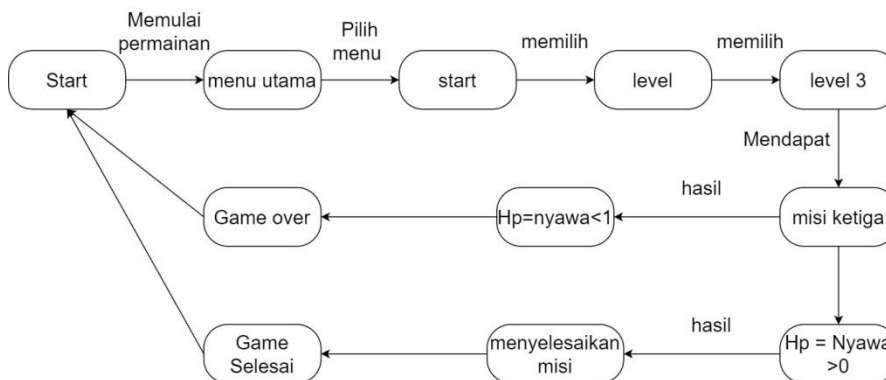 Memulai
permainan
Pilih
menu
memilih
memilih
Start
menu utama
start
level
level 3
Mendapat
hasil
Game over
Hp=nyawa<1
misi ketiga
hasil
Game
Selesai
menyelesaikan
misi
Hp = Nyawa
>0